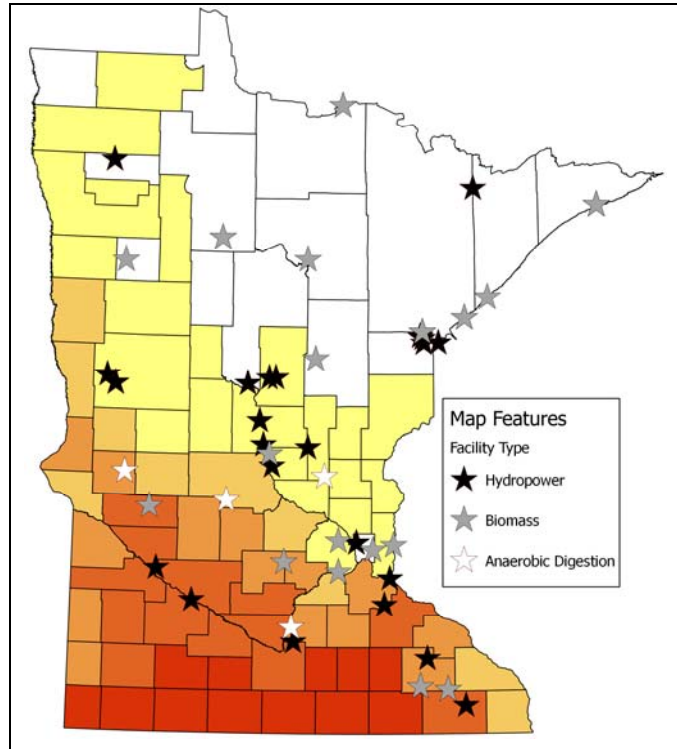 Map Features
Facility Type
Hydropower
Biomass
Anaerobic Digestion